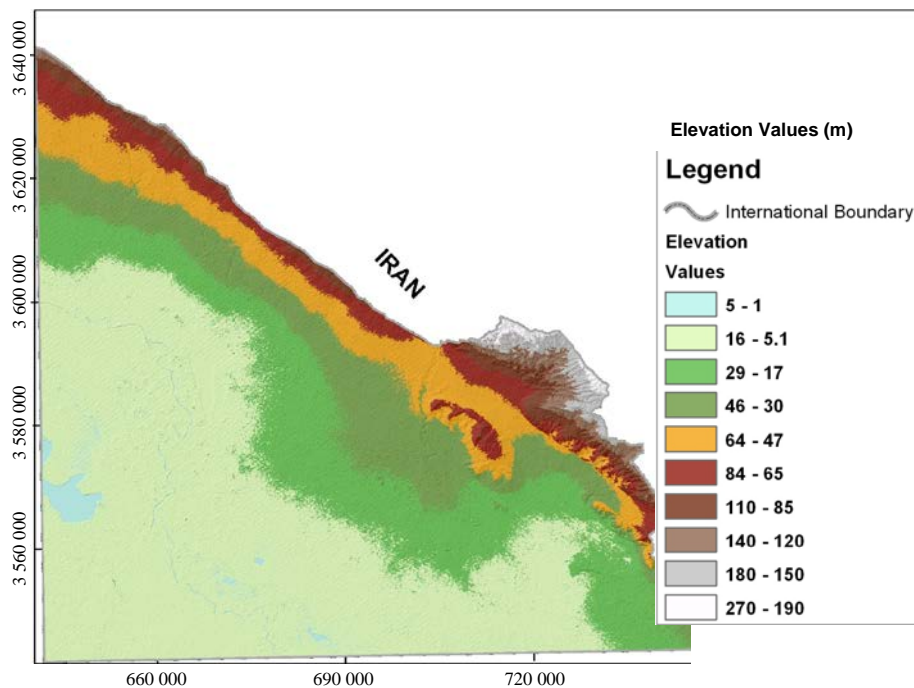 3 640 000
3 620 000
3 600 000
3 580 000
3 560 000
660 000
690 000
720 000
IRAN
Elevation Values (m)
Legend
International Boundary
Elevation
Values
5 - 1
16 - 5.1
29 - 17
46 - 30
64 - 47
84 - 65
110 - 85
140 - 120
180 - 150
270 - 190